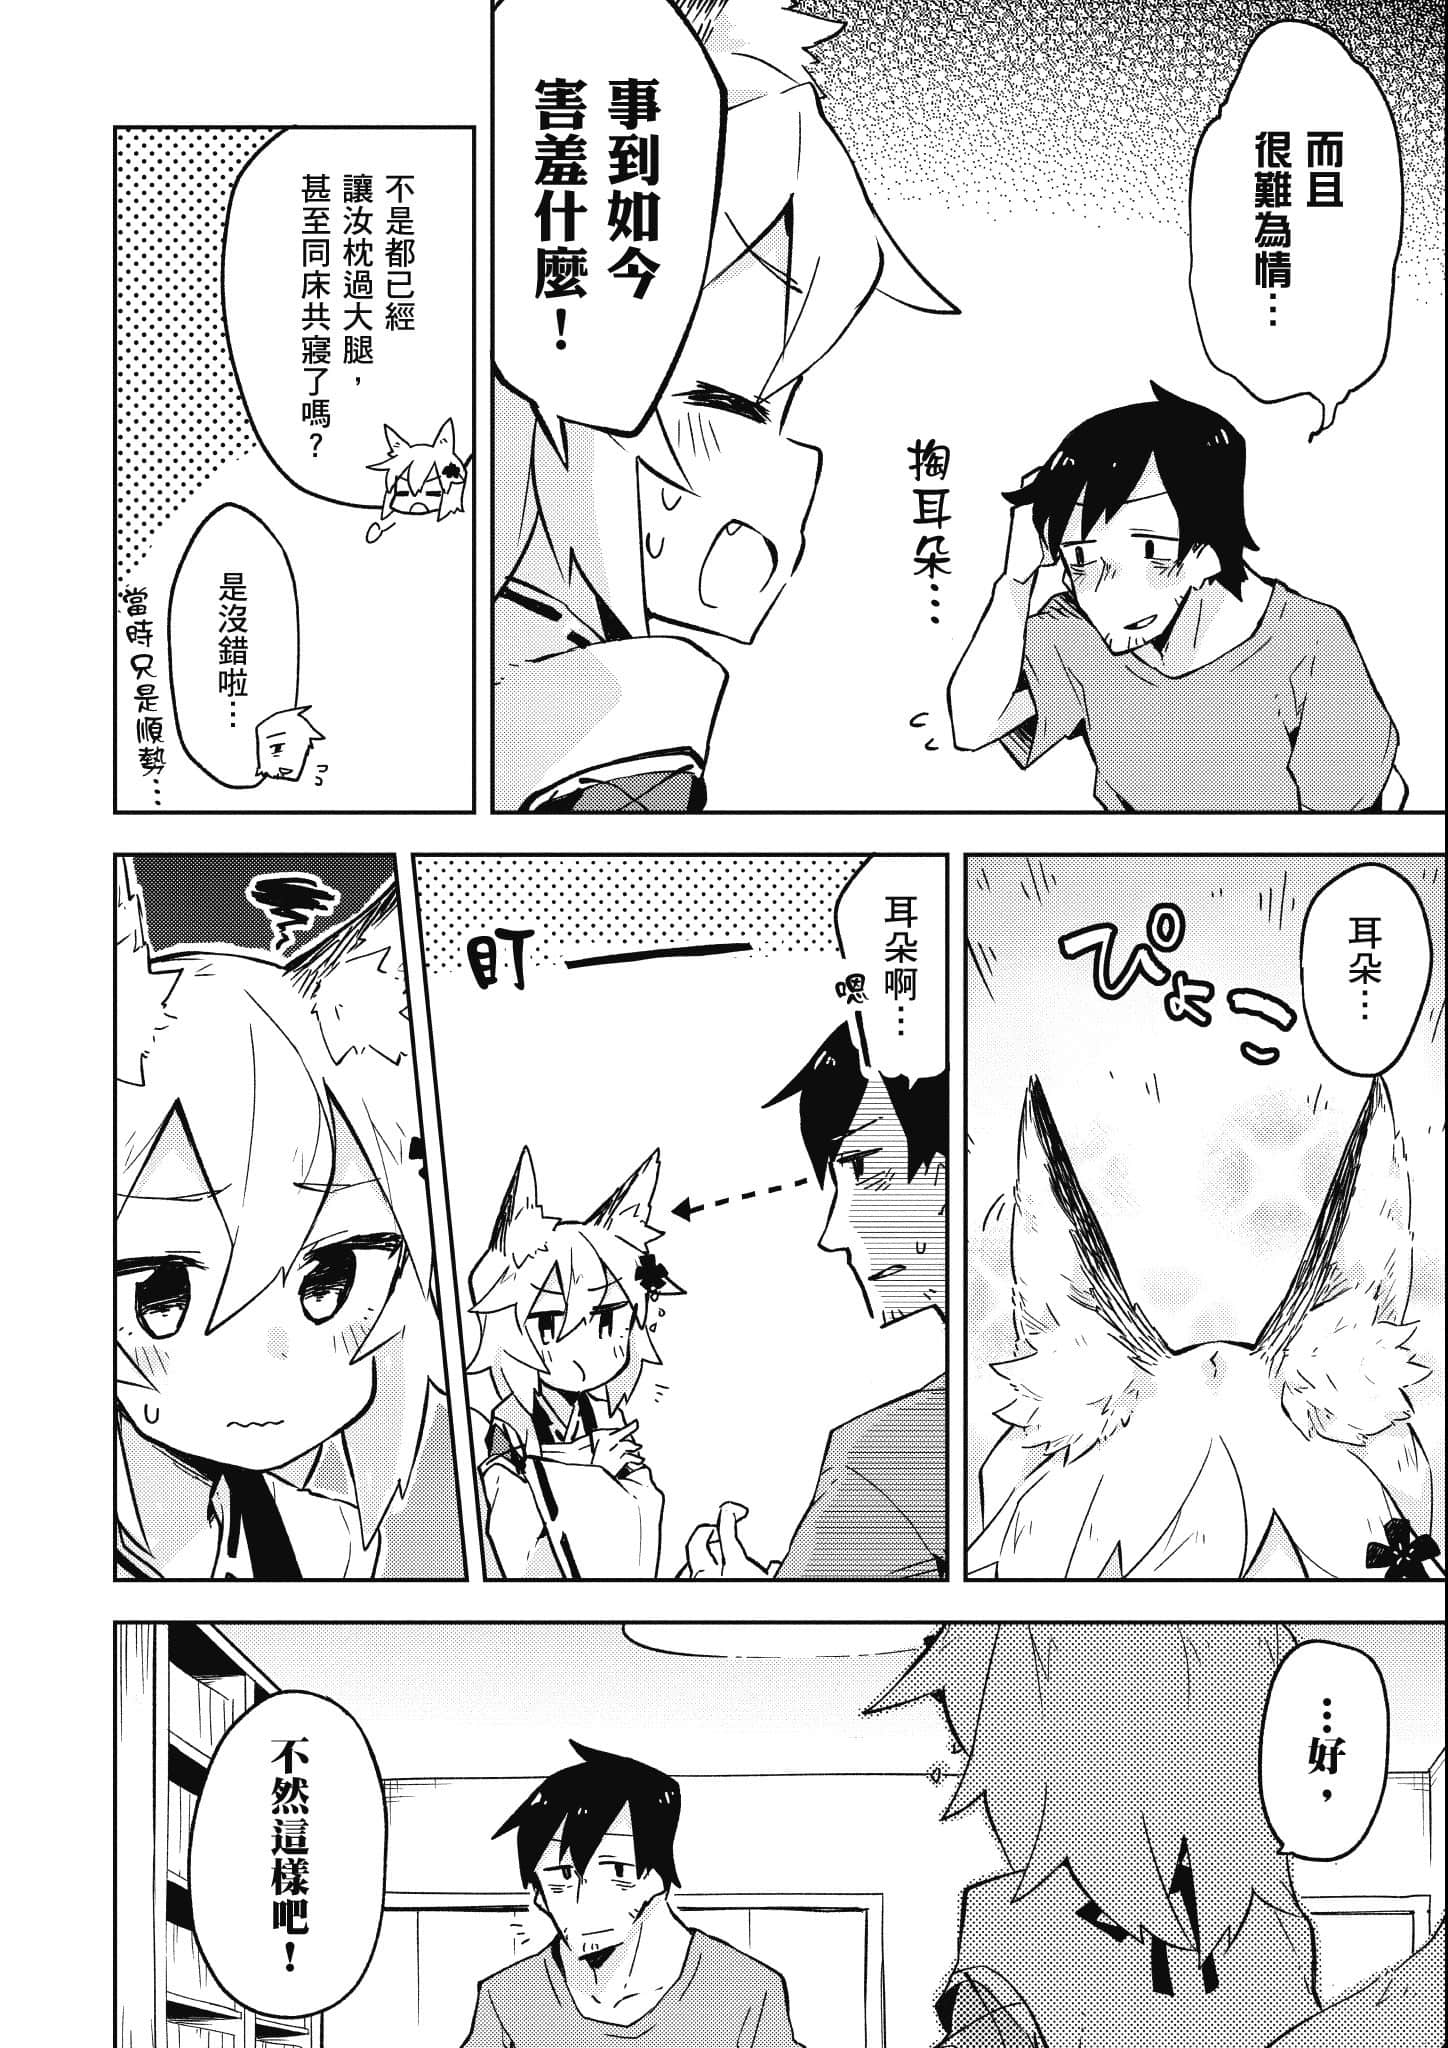 而且
很難為情…
掏耳朵…
事到如今
害羞什麼！
不是都已經
讓汝枕過大腿，
甚至同床共寢了嗎？
是沒錯啦…
當時只是順勢…
耳朵…
ぴょこ
耳朵啊…
嗯
盯——
…好，
不然這樣吧！